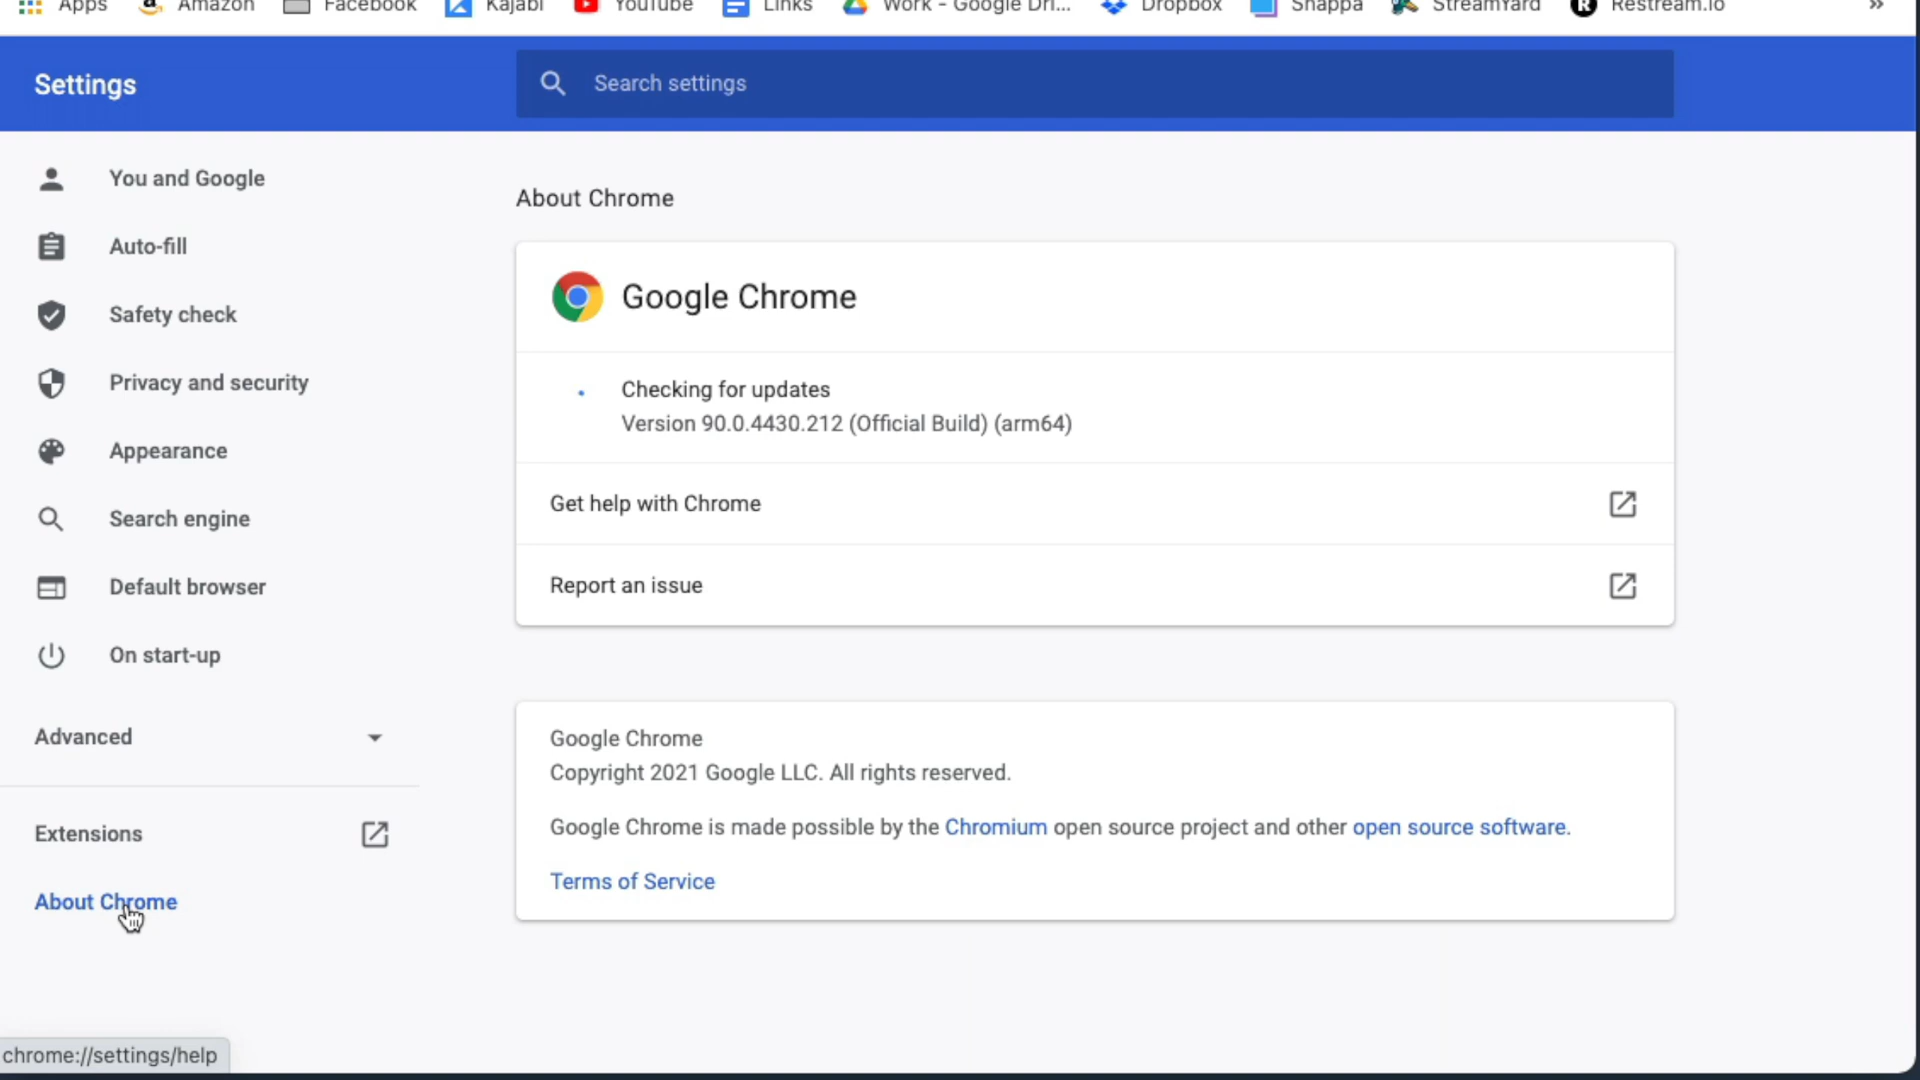 Apps Amazon Facebook Kajabi YouTube Links Work - Google Dri... Dropbox Snappa StreamYard Restream.io »
Settings
Search settings
You and Google
Auto-fill
Safety check
Privacy and security
Appearance
Search engine
Default browser
On start-up
Advanced
Extensions
About Chrome
About Chrome
Google Chrome
Checking for updates
Version 90.0.4430.212 (Official Build) (arm64)
Get help with Chrome
Report an issue
Google Chrome
Copyright 2021 Google LLC. All rights reserved.
Google Chrome is made possible by the Chromium open source project and other open source software.
Terms of Service
chrome://settings/help